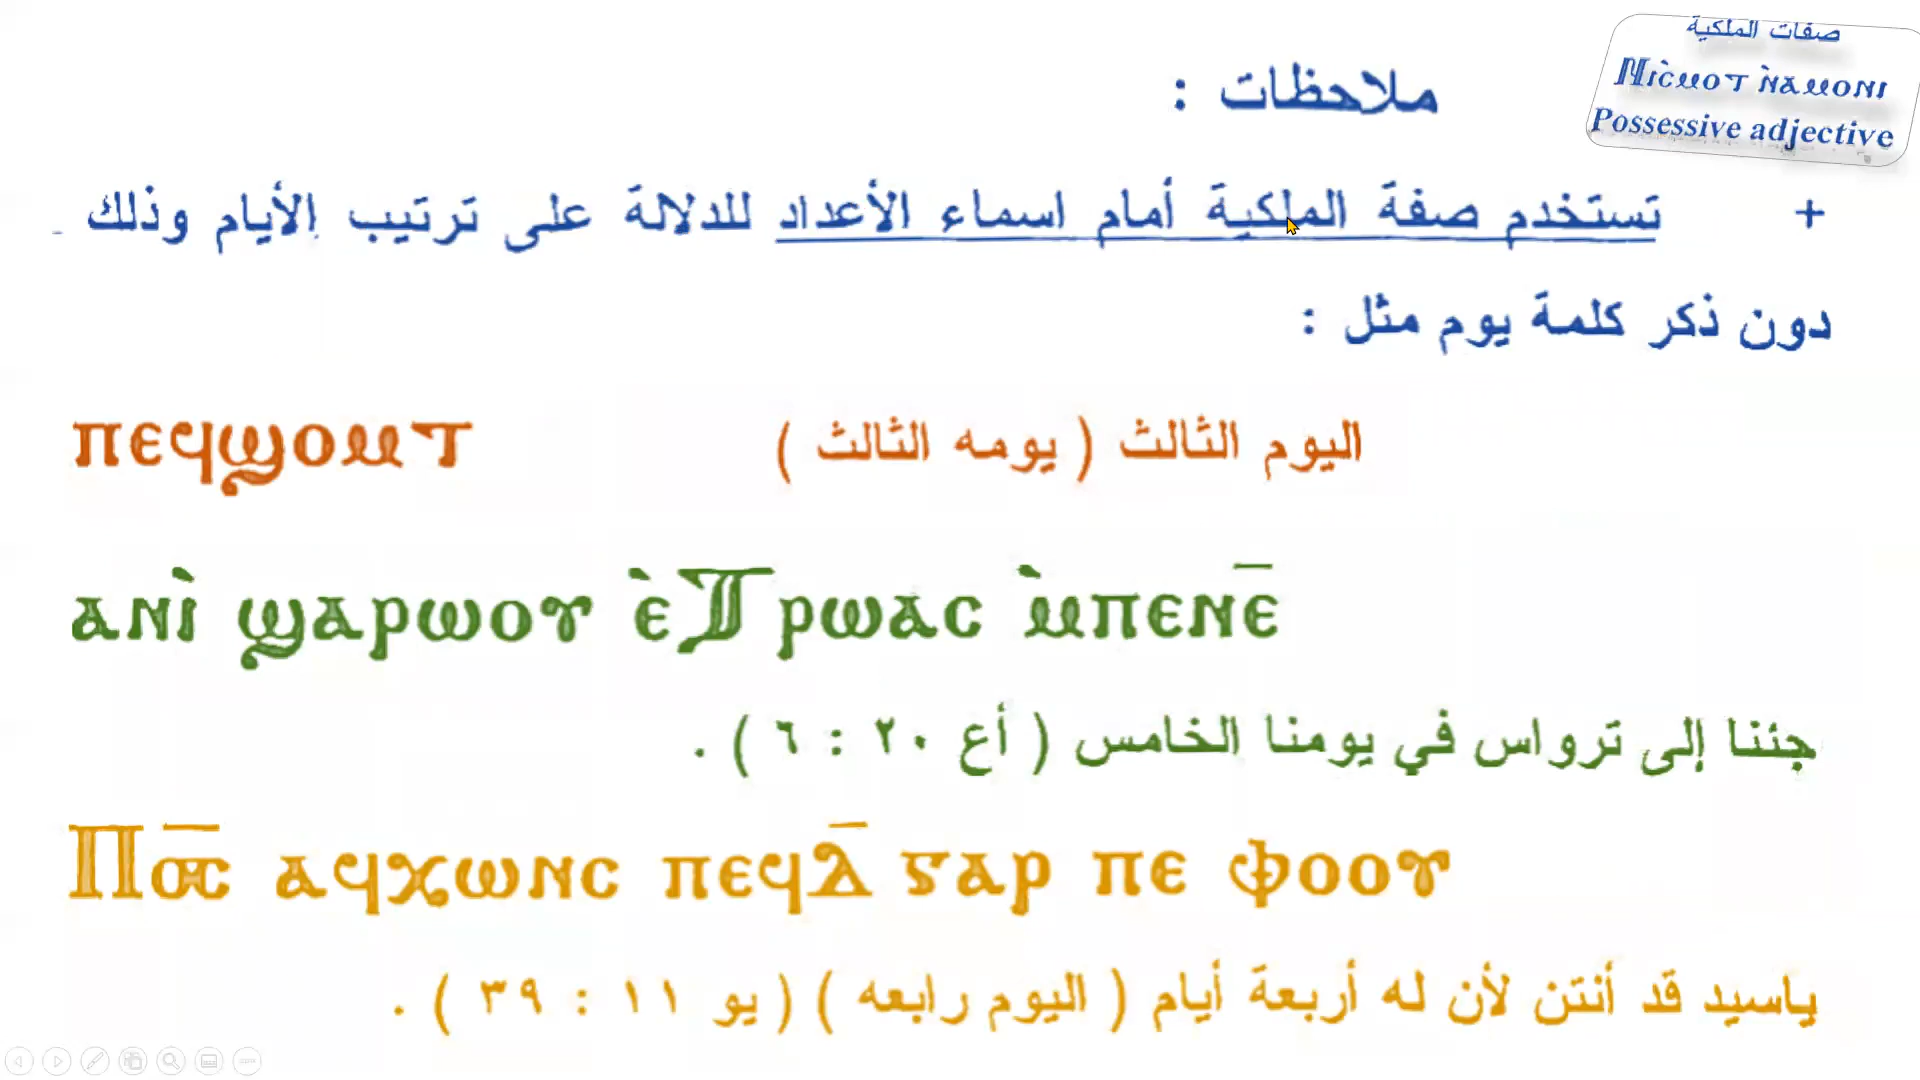 صفات الملكية
Ⲛⲓⲥ̀ⲙⲟⲧ ⲛ̀ⲁⲙⲟⲛⲓ
Possessive adjective
ملاحظات :
+ تستخدم صفة الملكية أمام اسماء الأعداد للدلالة على ترتيب الأيام وذلك
دون ذكر كلمة يوم مثل :
ⲡⲉϥϣⲟⲙⲧ اليوم الثالث ( يومه الثالث )
ⲁⲛⲓ̀ ϣⲁⲣⲱⲟⲩ ⲉ̀Ⲧⲣⲱⲁⲥ ⲙ̀ⲡⲉⲛⲉ̅
جئنا إلى ترواس في يومنا الخامس ( أع ٢٠ : ٦ ) .
Ⲡⲟ̅ⲥ̅ ⲁϥⲭⲱⲛⲥ ⲡⲉϥⲇ̅ ⲅⲁⲣ ⲡⲉ ⲫⲟⲟⲩ
ياسيد قد أنتن لأن له أربعة أيام ( اليوم رابعه ) ( يو ١١ : ٣٩ ) .